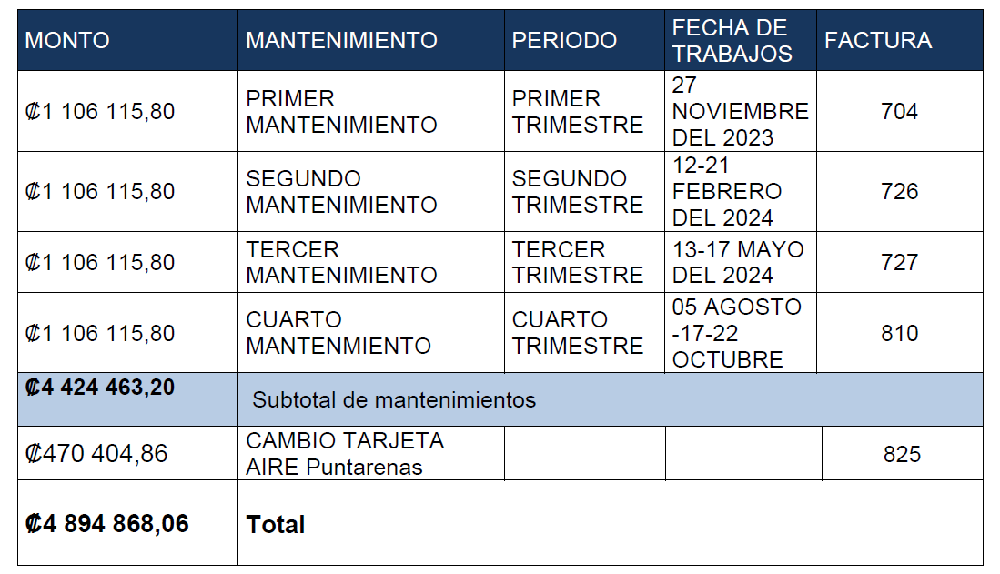 MONTO MANTENIMIENTO PERIODO FECHA DE TRABAJOS FACTURA
₡1 106 115,80 PRIMER MANTENIMIENTO PRIMER TRIMESTRE 27 NOVIEMBRE DEL 2023 704
₡1 106 115,80 SEGUNDO MANTENIMIENTO SEGUNDO TRIMESTRE 12-21 FEBRERO DEL 2024 726
₡1 106 115,80 TERCER MANTENIMIENTO TERCER TRIMESTRE 13-17 MAYO DEL 2024 727
₡1 106 115,80 CUARTO MANTENMIENTO CUARTO TRIMESTRE 05 AGOSTO -17-22 OCTUBRE 810
₡4 424 463,20 Subtotal de mantenimientos
₡470 404,86 CAMBIO TARJETA AIRE Puntarenas 825
₡4 894 868,06 Total